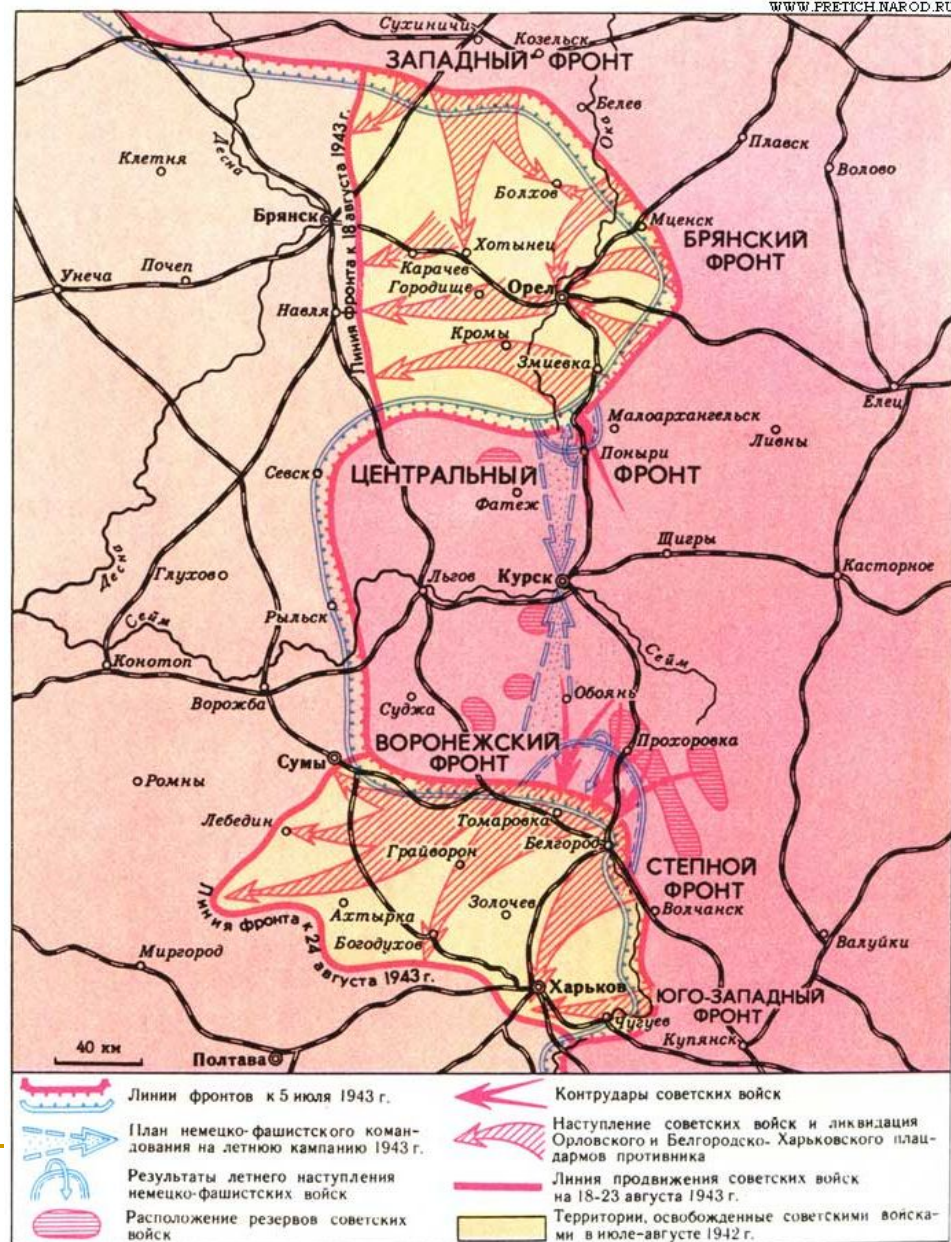 WWW.PRETICH.NAROD.RU
Сухиничи
Козельск
ЗАПАДНЫЙ ФРОНТ
Белев
Ока
Плавск
Волово
Клетня
Десна
Болхов
Брянск
Линия фронта к 18 августа 1943 г.
Мценск
БРЯНСКИЙ
ФРОНТ
Хотынец
Карачев
Городище
Орел
Унеча
Почеп
Навля
Кромы
Змиевка
Елец
Малоархангельск
Ливны
Поныри
Севск
ЦЕНТРАЛЬНЫЙ ФРОНТ
Фатеж
Щигры
Касторное
Курск
Десна
Глухово
Льгов
Рыльск
Сейм
Сейм
Конотоп
Ворожба
Суджа
Обоянь
ВОРОНЕЖСКИЙ
ФРОНТ
Прохоровка
Сумы
Ромны
Лебедин
Томаровка
Белгород
Грайворон
СТЕПНОЙ
ФРОНТ
Золочев
Волчанск
Ахтырка
Богодухов
Линия фронта к 24 августа 1943 г.
Валуйки
Миргород
Харьков
ЮГО-ЗАПАДНЫЙ
ФРОНТ
Чугуев
Купянск
40 км
Полтава
Линии фронтов к 5 июля 1943 г.
План немецко-фашистского коман-
дования на летнюю кампанию 1943 г.
Результаты летнего наступления
немецко-фашистских войск
Расположение резервов советских
войск
Контрудары советских войск
Наступление советских войск и ликвидация
Орловского и Белгородско-Харьковского плац-
дармов противника
Линия продвижения советских войск
на 18-23 августа 1943 г.
Территории, освобожденные советскими войска-
ми в июле-августе 1942 г.